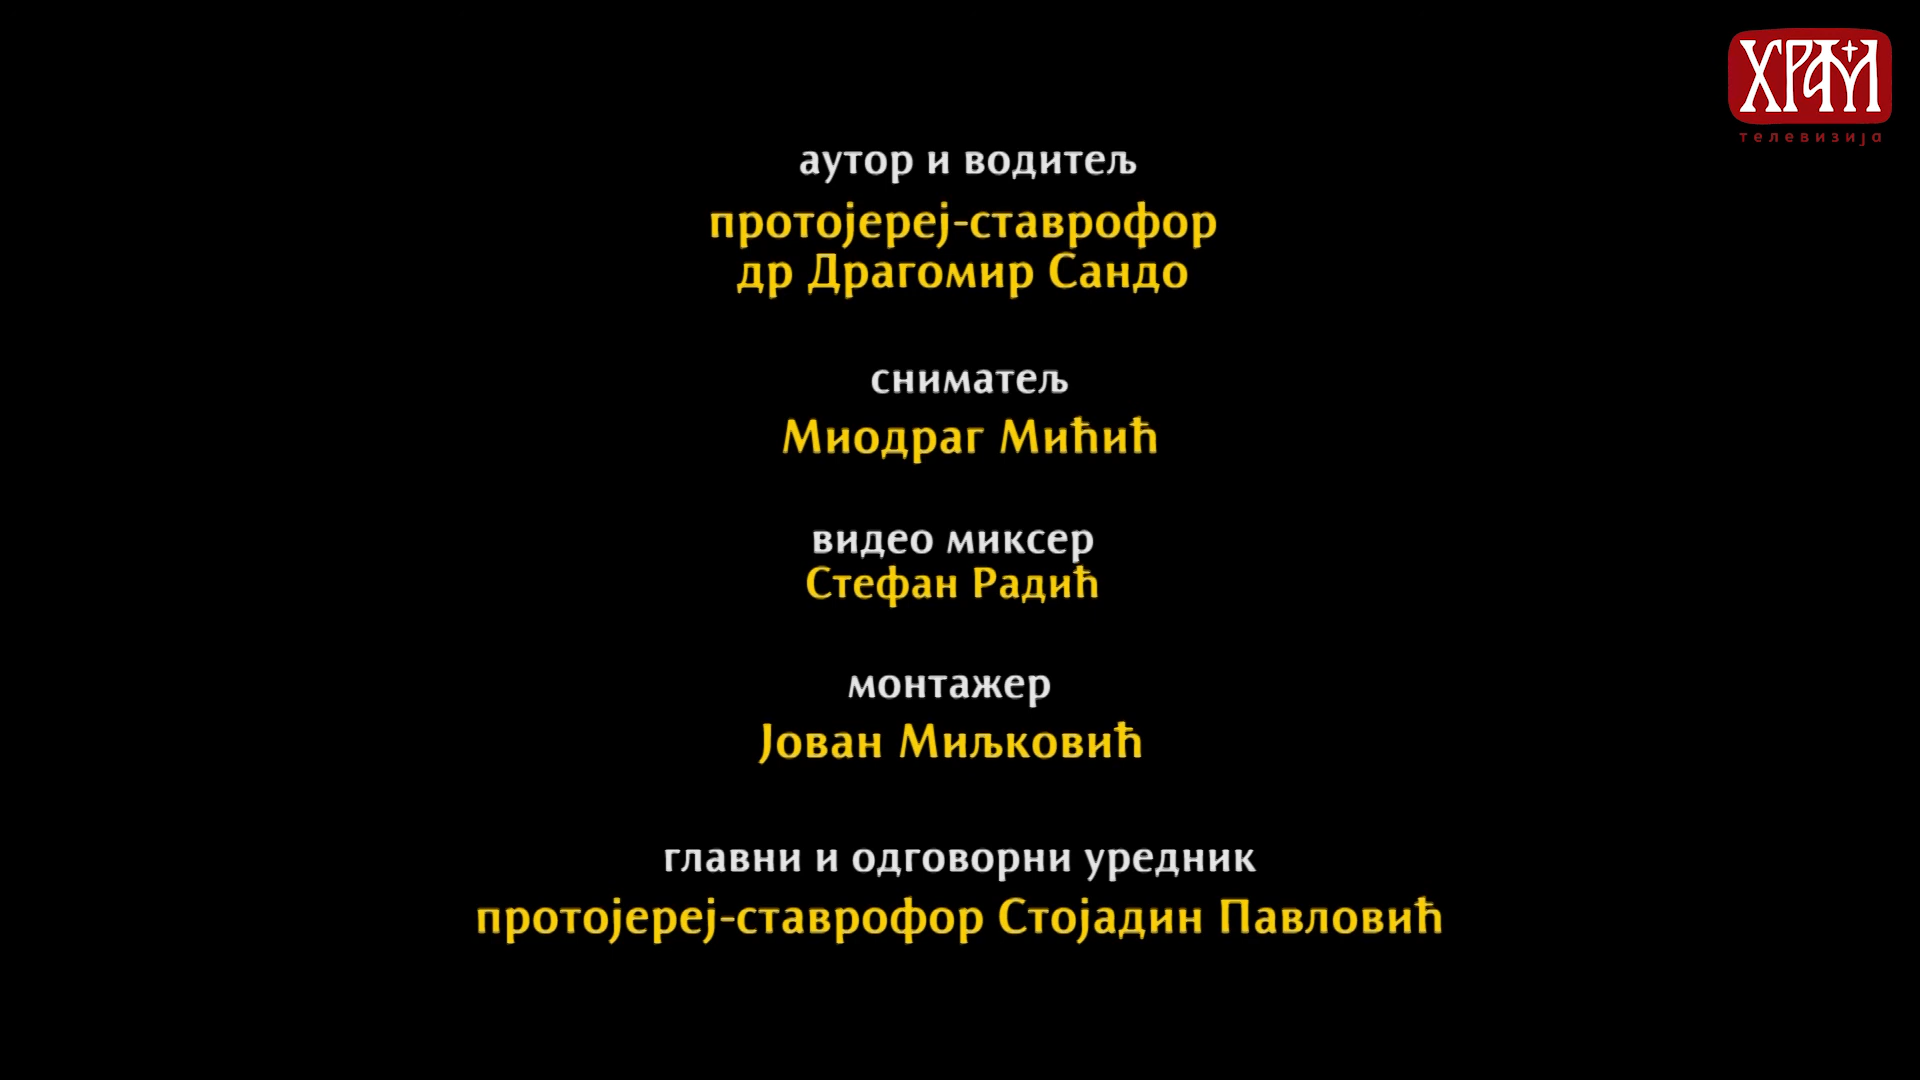 ХРАМ
телевизија
аутор и водитељ
протојереј-ставрофор
др Драгомир Сандо
сниматељ
Миодраг Мићић
видео миксер
Стефан Радић
монтажер
Јован Миљковић
главни и одговорни уредник
протојереј-ставрофор Стојадин Павловић